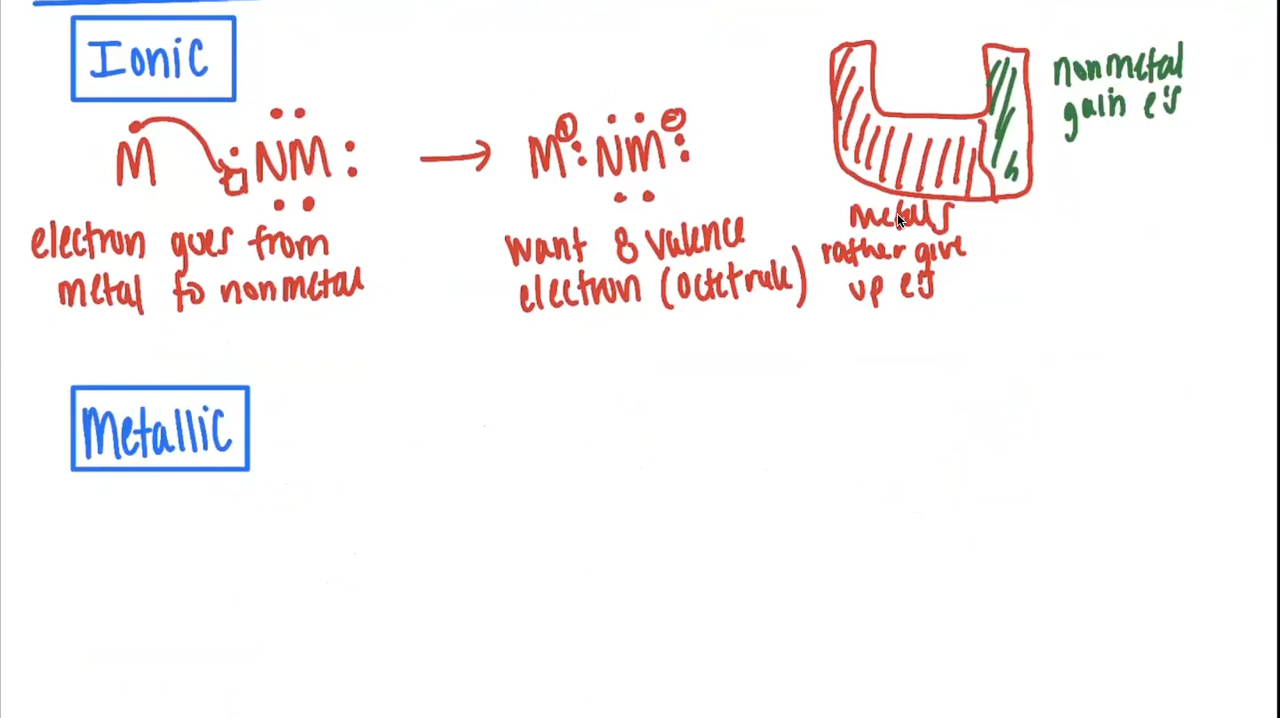 Ionic
M
NM
M
NM
electron goes from
metal to nonmetal
want 8 valence
electron (octet rule)
metals
rather give
up e's
nonmetal
gain e's
Metallic